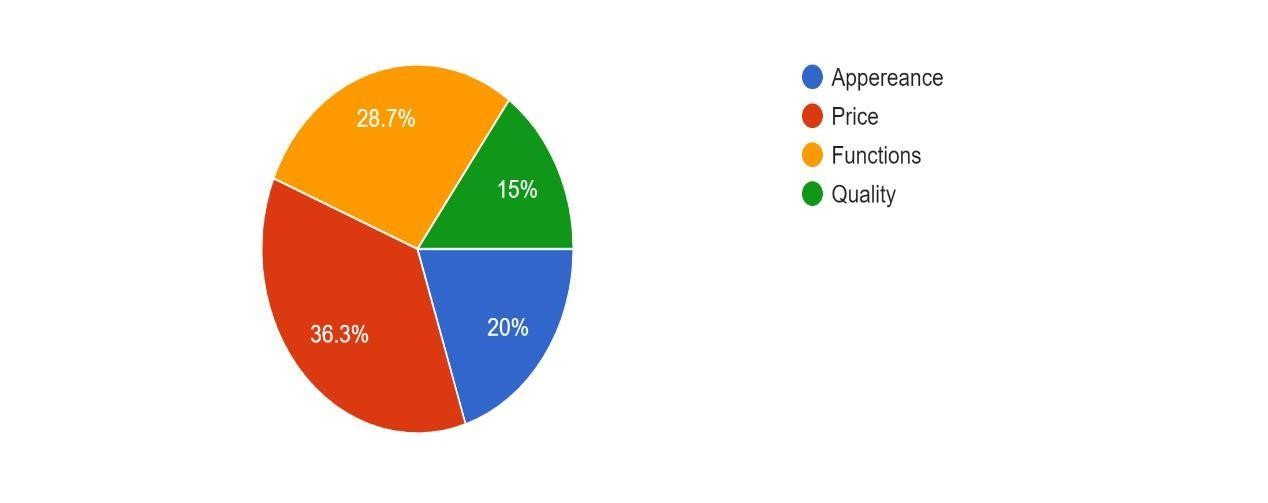 28.7%
15%
36.3%
20%
Appereance
Price
Functions
Quality